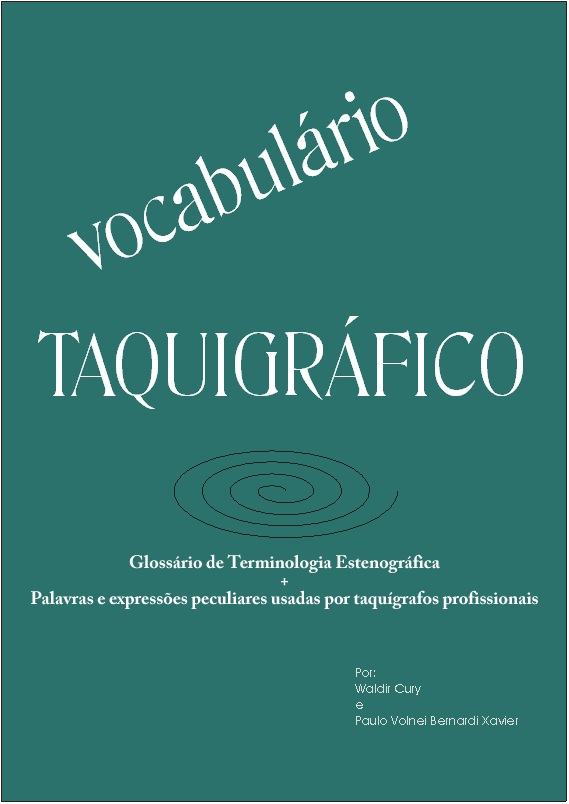 vocabulário
TAQUIGRÁFICO
Glossário de Terminologia Estenográfica
+
Palavras e expressões peculiares usadas por taquígrafos profissionais
Por:
Waldir Cury
e
Paulo Volnei Bernardi Xavier